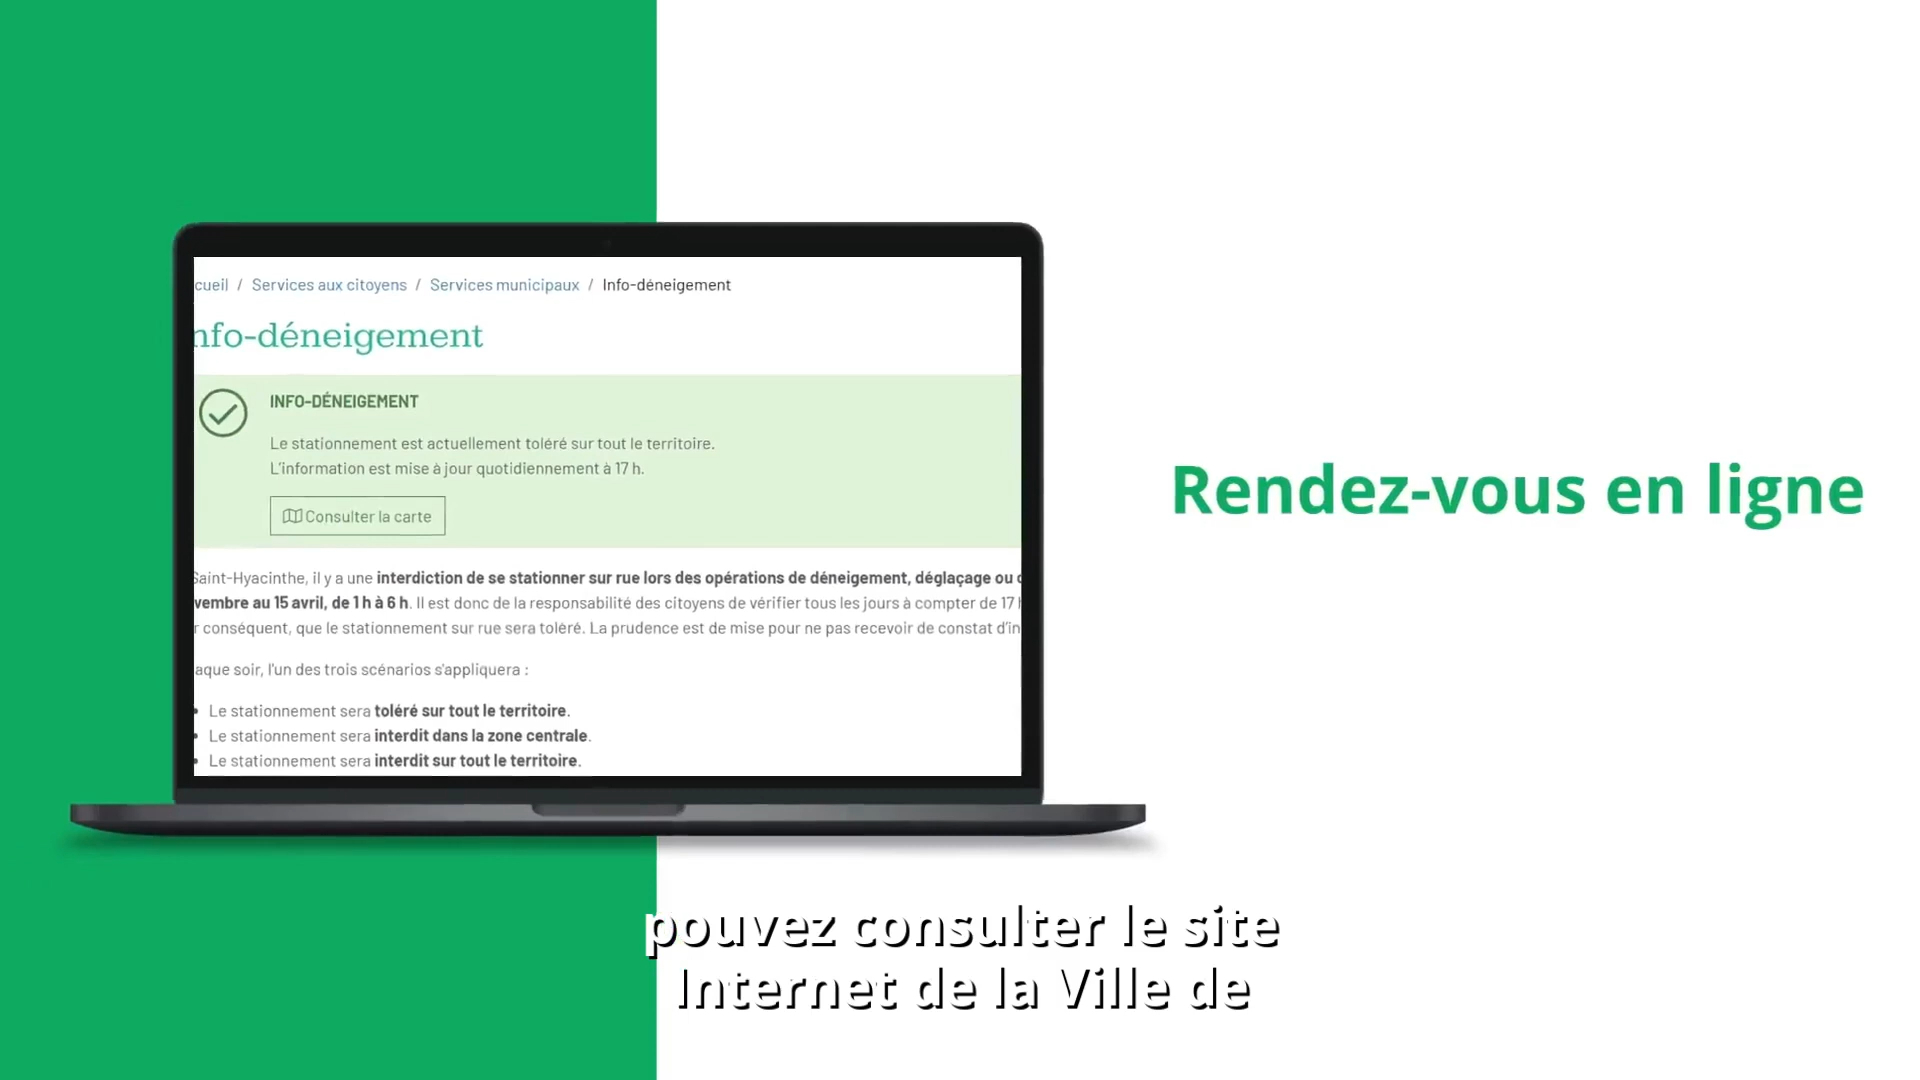 cueil / Services aux citoyens / Services municipaux / Info-déneigement
nfo-déneigement
INFO-DÉNEIGEMENT
Le stationnement est actuellement toléré sur tout le territoire.
L'information est mise à jour quotidiennement à 17 h.
Consulter la carte
Saint-Hyacinthe, il y a une interdiction de se stationner sur rue lors des opérations de déneigement, déglaçage ou
vembre au 15 avril, de 1 h à 6 h. Il est donc de la responsabilité des citoyens de vérifier tous les jours à compter de 17 h
r conséquent, que le stationnement sur rue sera toléré. La prudence est de mise pour ne pas recevoir de constat d'in
aque soir, l'un des trois scénarios s'appliquera :
• Le stationnement sera toléré sur tout le territoire.
• Le stationnement sera interdit dans la zone centrale.
• Le stationnement sera interdit sur tout le territoire.
Rendez-vous en ligne
pouvez consulter le site
Internet de la Ville de